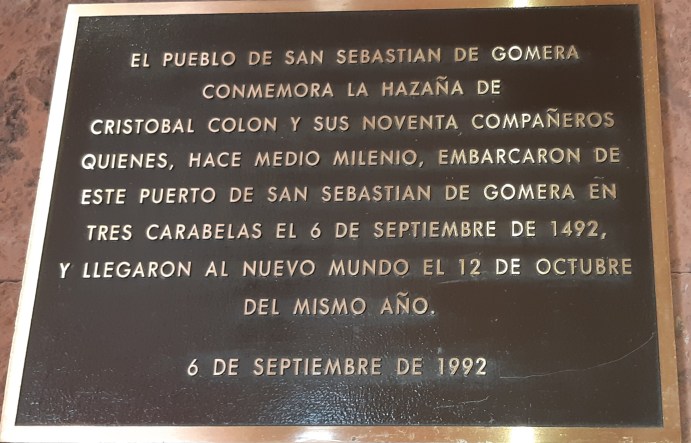 EL PUEBLO DE SAN SEBASTIAN DE GOMERA
CONMEMORA LA HAZAÑA DE
CRISTOBAL COLON Y SUS NOVENTA COMPAÑEROS
QUIENES, HACE MEDIO MILENIO, EMBARCARON DE
ESTE PUERTO DE SAN SEBASTIAN DE GOMERA EN
TRES CARABELAS EL 6 DE SEPTIEMBRE DE 1492,
Y LLEGARON AL NUEVO MUNDO EL 12 DE OCTUBRE
DEL MISMO AÑO.
6 DE SEPTIEMBRE DE 1992